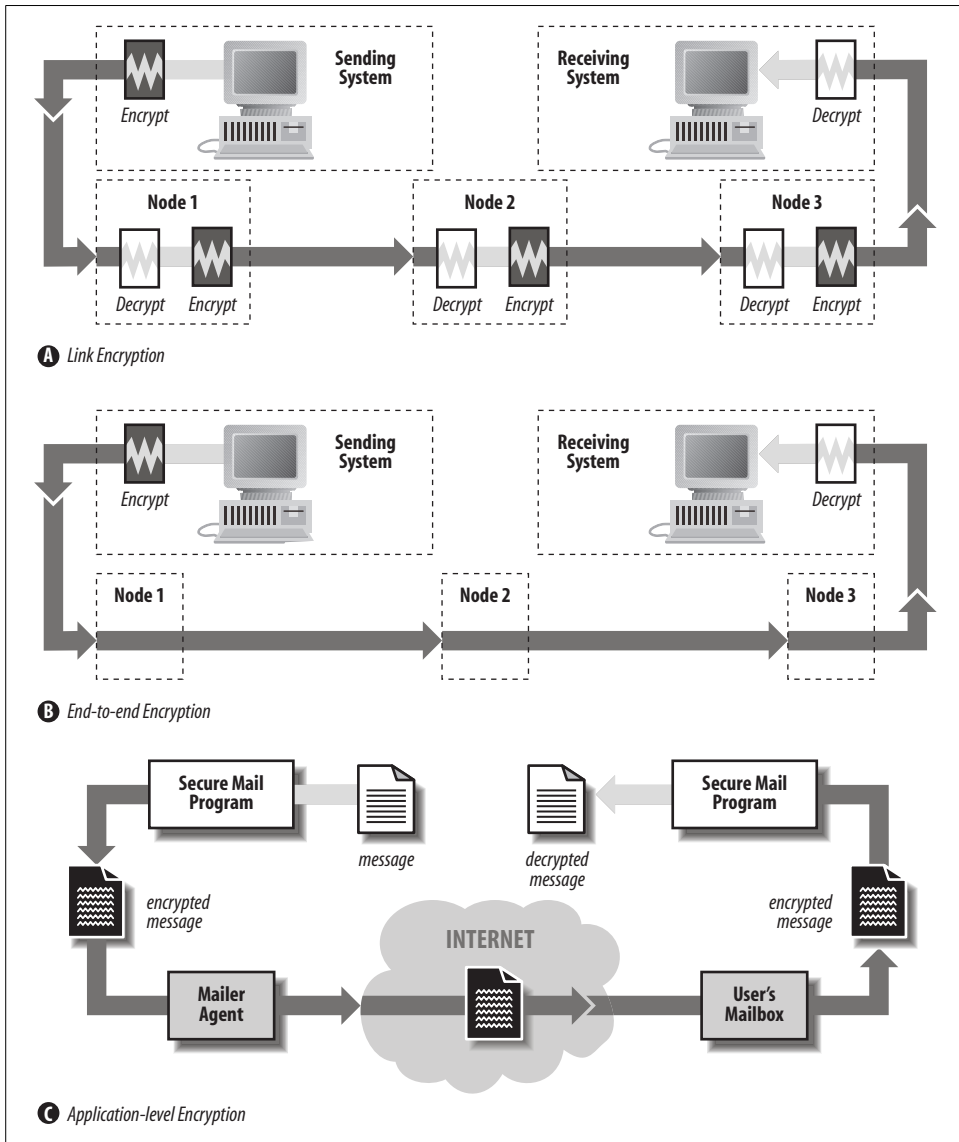 Sending
System
Receiving
System
Encrypt
Decrypt
Node 1
Node 2
Node 3
Decrypt
Encrypt
Decrypt
Encrypt
Decrypt
Encrypt
A Link Encryption
Sending
System
Receiving
System
Encrypt
Decrypt
Node 1
Node 2
Node 3
B End-to-end Encryption
Secure Mail
Program
message
decrypted
message
Secure Mail
Program
encrypted
message
encrypted
message
INTERNET
Mailer
Agent
User's
Mailbox
C Application-level Encryption